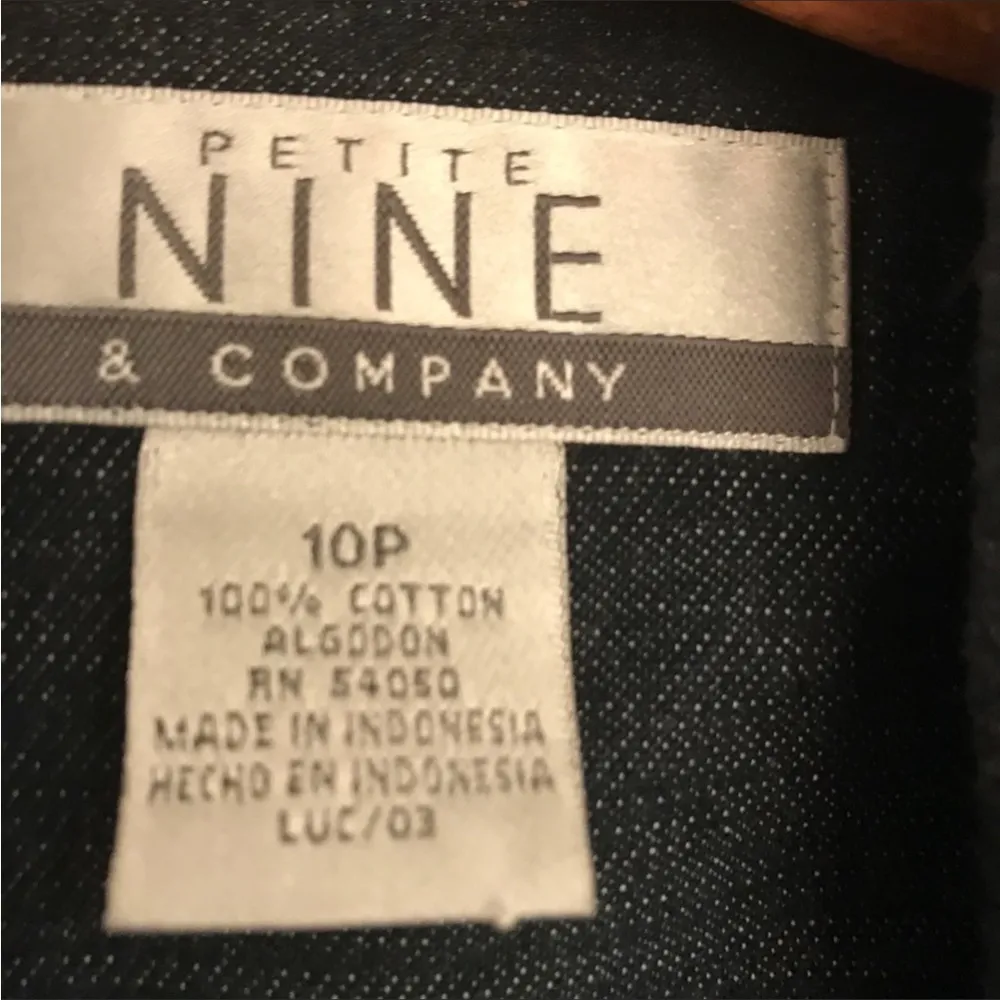 PETITE
NINE
& COMPANY
10P
100% COTTON
ALGODON
RN 54050
MADE IN INDONESIA
HECHO EN INDONESIA
LUC/03